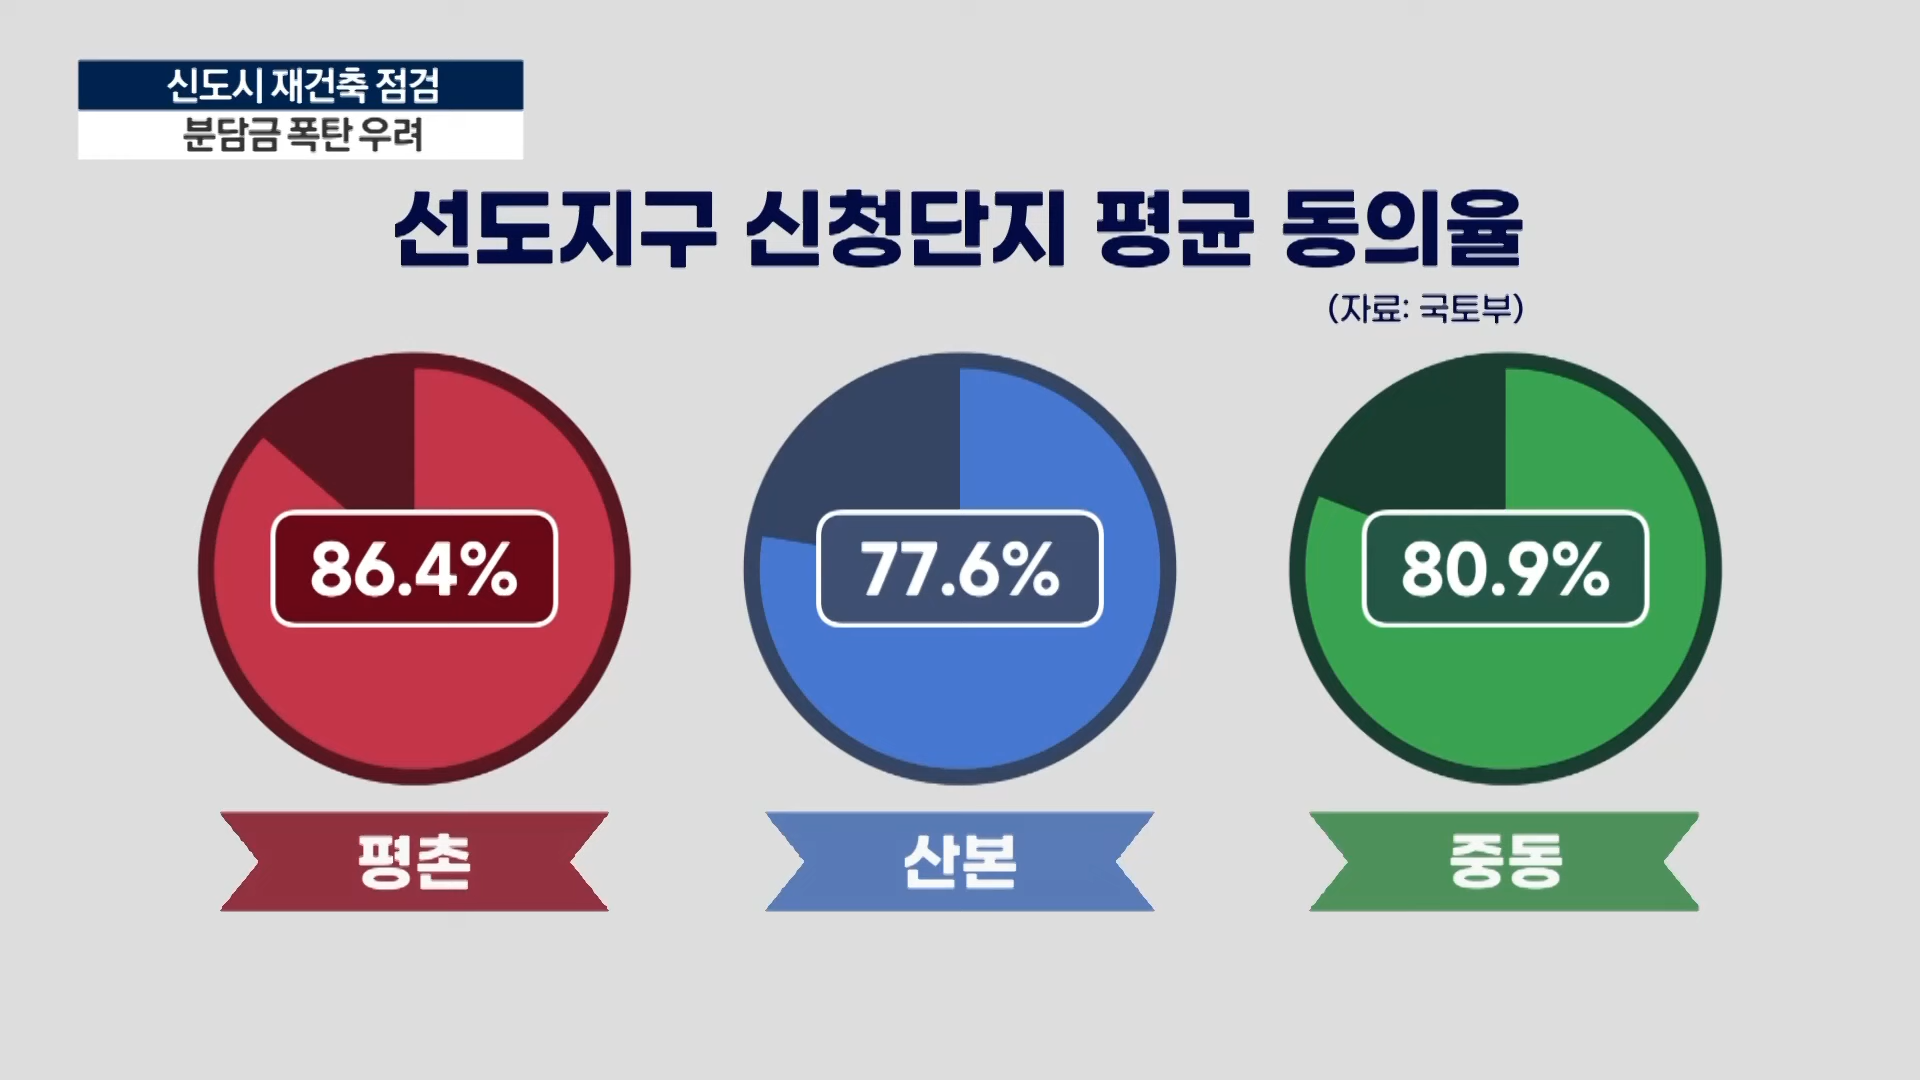 신도시 재건축 점검
분담금 폭탄 우려
선도지구 신청단지 평균 동의율
(자료: 국토부)
86.4%
77.6%
80.9%
평촌
산본
중동